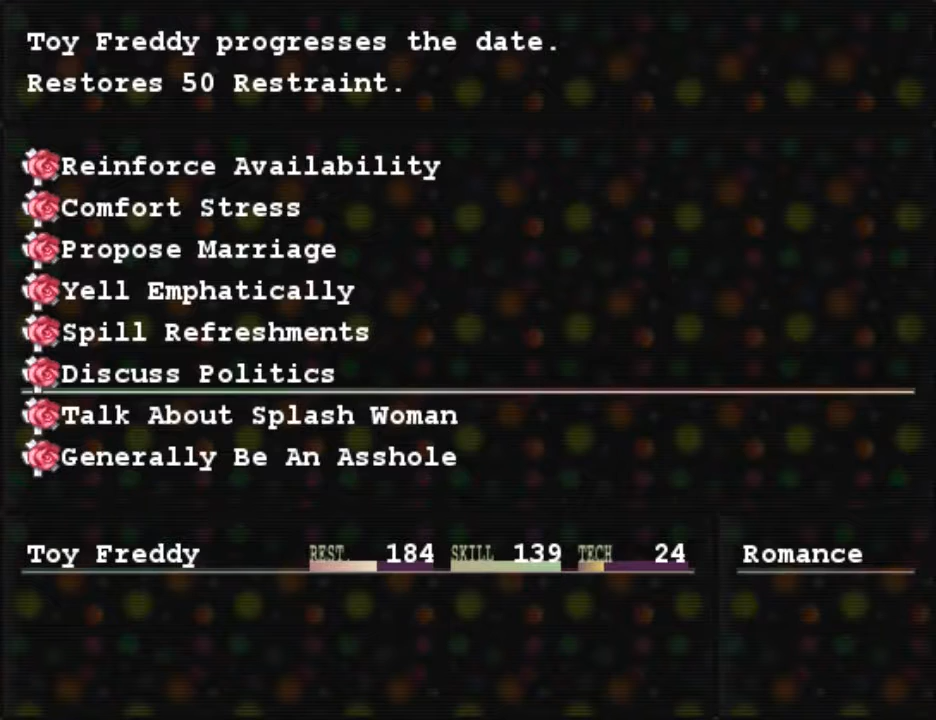 Toy Freddy progresses the date.
Restores 50 Restraint.
Reinforce Availability
Comfort Stress
Propose Marriage
Yell Emphatically
Spill Refreshments
Discuss Politics
Talk About Splash Woman
Generally Be An Asshole
Toy Freddy REST. 184 SKILL 139 TECH 24 Romance